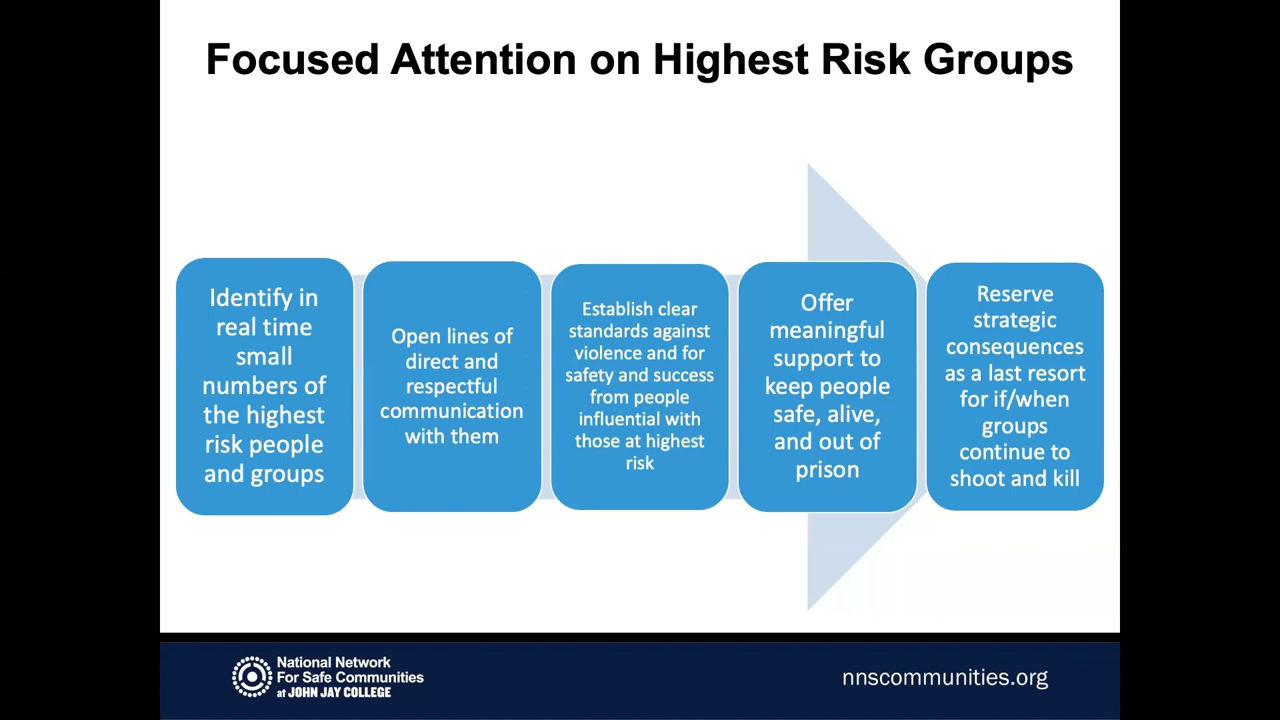 Focused Attention on Highest Risk Groups
Identify in
real time
small
numbers of
the highest
risk people
and groups
Open lines of
direct and
respectful
communication
with them
Establish clear
standards against
violence and for
safety and success
from people
influential with
those at highest
risk
Offer
meaningful
support to
keep people
safe, alive,
and out of
prison
Reserve
strategic
consequences
as a last resort
for if/when
groups
continue to
shoot and kill
National Network
For Safe Communities
at JOHN JAY COLLEGE
nnscommunities.org